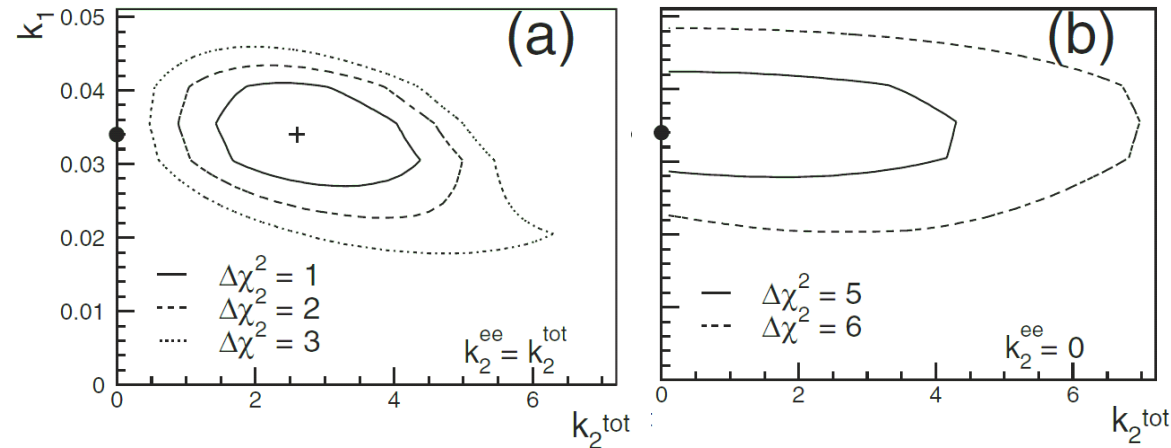 (a)
k₁
0.05
0.04
0.03
0.02
0.01
0
Δχ² = 1
Δχ² = 2
Δχ² = 3
k₂ᵉᵉ = k₂ᵗᵒᵗ
0 2 4 6
k₂ᵗᵒᵗ
(b)
Δχ² = 5
Δχ² = 6
k₂ᵉᵉ = 0
0 2 4 6
k₂ᵗᵒᵗ